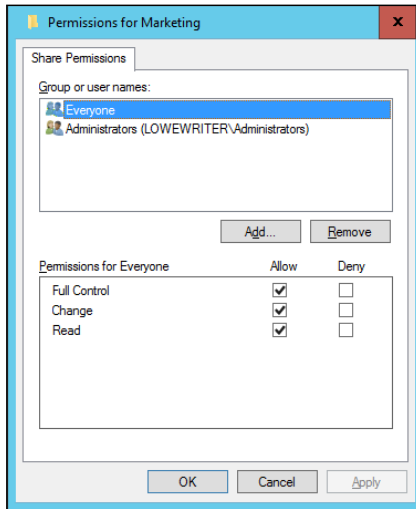 Permissions for Marketing
x
Share Permissions
Group or user names:
Everyone
Administrators (LOWEWRITER\Administrators)
Add... Remove
Permissions for Everyone Allow Deny
Full Control
Change
Read
OK Cancel Apply